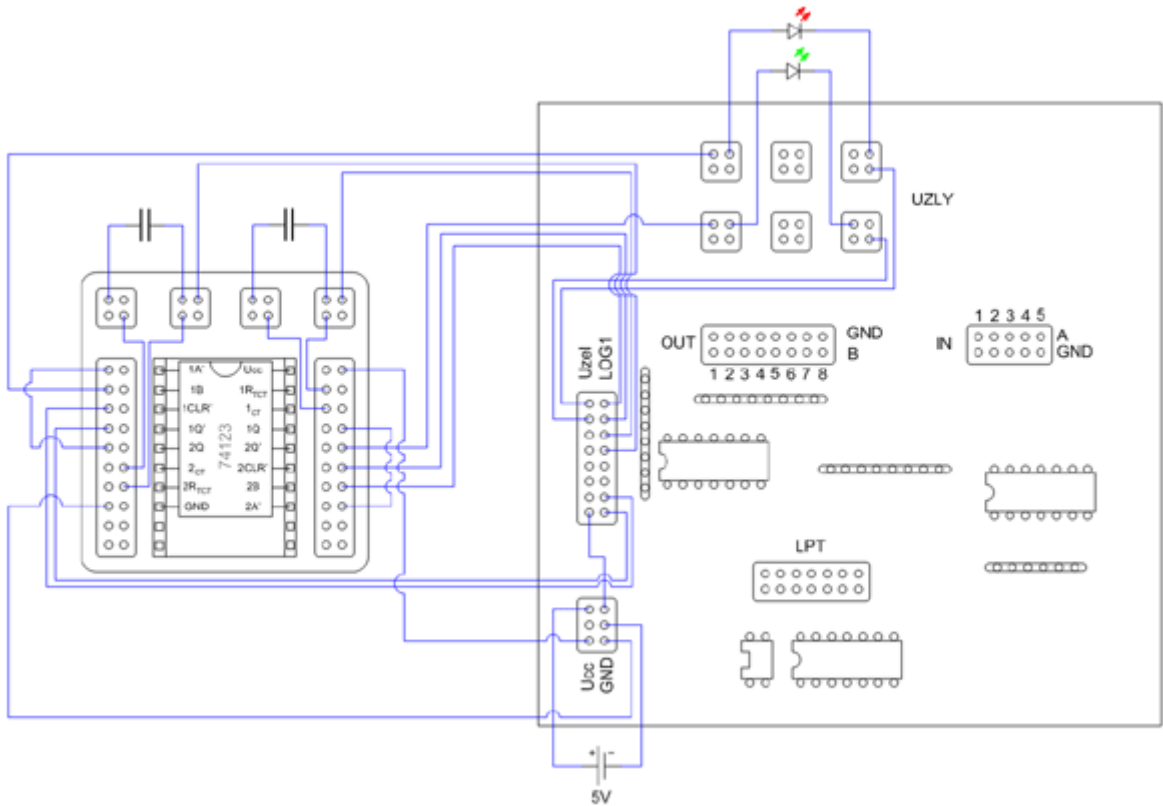 UZLY
1 2 3 4 5
OUT
GND
B
IN
A
GND
1 2 3 4 5 6 7 8
Uzel
LOG1
1A'
Ucc
1B
1RTCT
1CLR'
1CT
1Q'
1Q
74123
2Q
2Q'
2CT
2CLR'
2RTCT
2B
GND
2A'
LPT
Ucc
GND
+ -
5V